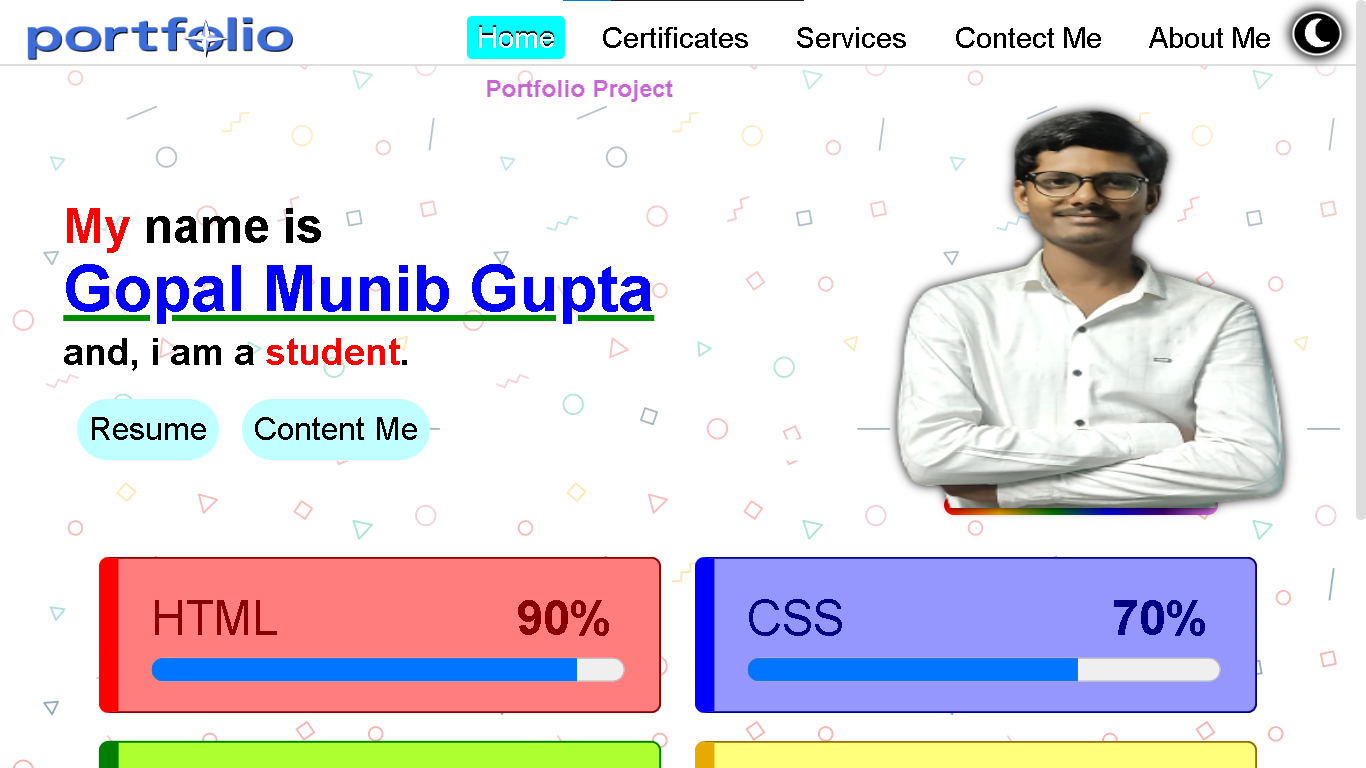 portfolio
Home Certificates Services Contect Me About Me
Portfolio Project
My name is
Gopal Munib Gupta
and, i am a student.
Resume Content Me
HTML 90%
CSS 70%